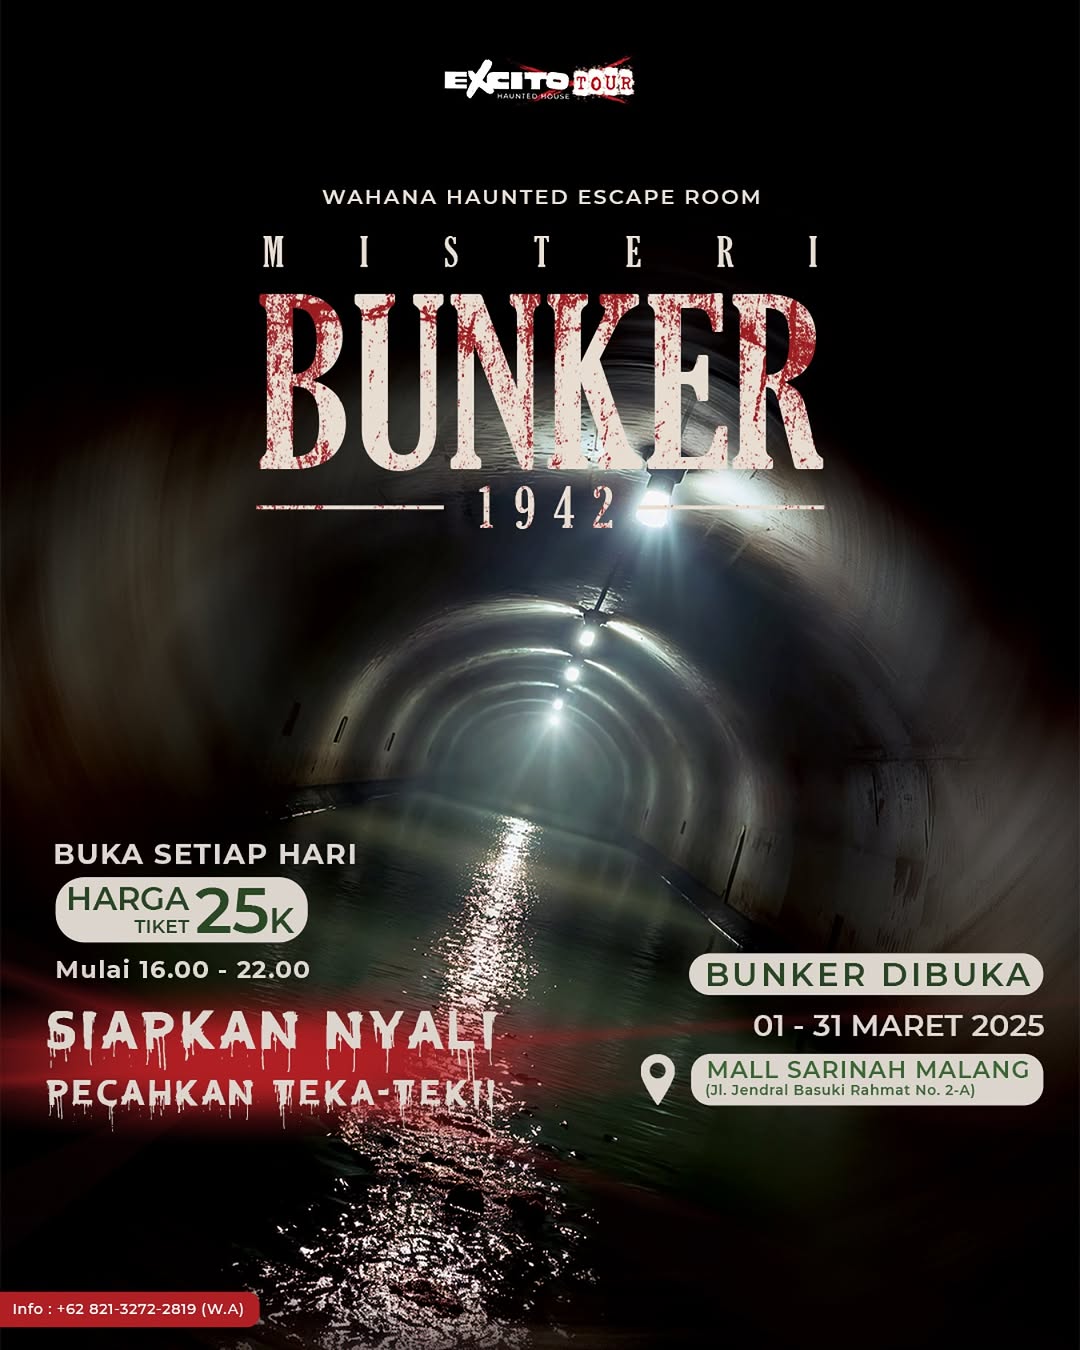 EXCITO TOUR
HAUNTED HOUSE
WAHANA HAUNTED ESCAPE ROOM
MISTERI
BUNKER
1942
BUKA SETIAP HARI
HARGA TIKET 25K
Mulai 16.00 - 22.00
SIAPKAN NYALI
PECAHKAN TEKA-TEKI!
BUNKER DIBUKA
01 - 31 MARET 2025
MALL SARINAH MALANG
(Jl. Jendral Basuki Rahmat No. 2-A)
Info : +62 821-3272-2819 (W.A)